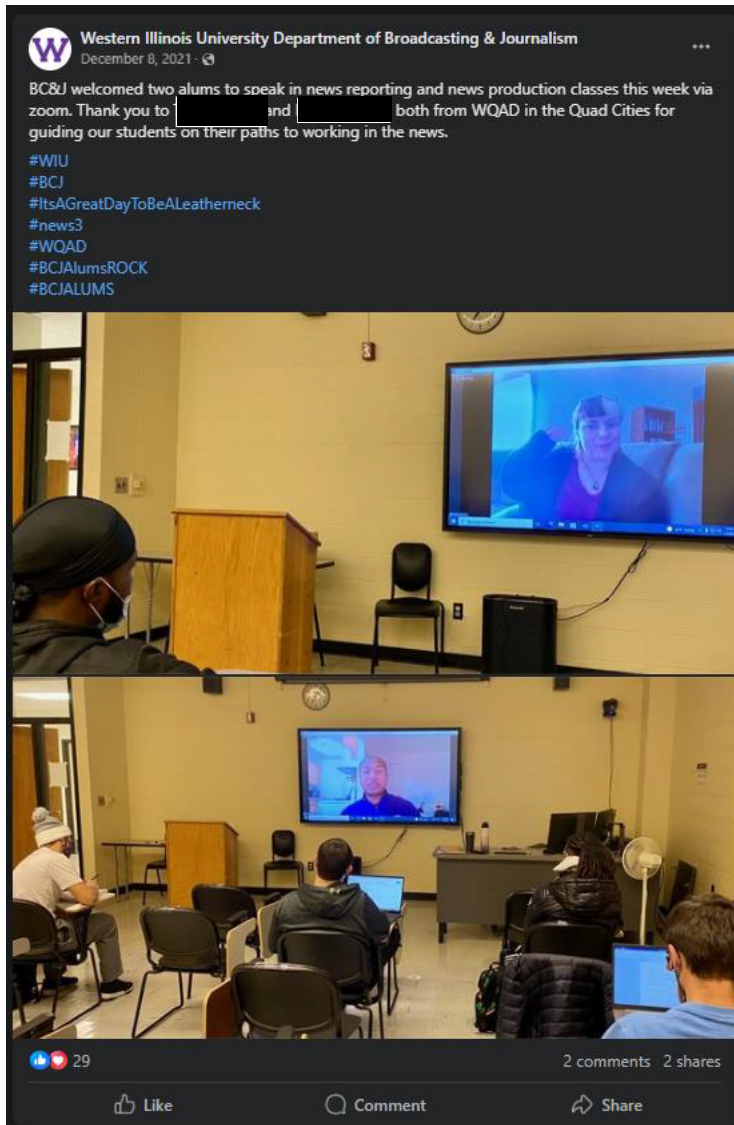 Western Illinois University Department of Broadcasting & Journalism
December 8, 2021 ·
BC&J welcomed two alums to speak in news reporting and news production classes this week via
zoom. Thank you to and both from WQAD in the Quad Cities for
guiding our students on their paths to working in the news.
#WIU
#BCJ
#ItsAGreatDayToBeALeatherneck
#news3
#WQAD
#BCJAlumsROCK
#BCJALUMS
29
2 comments 2 shares
Like Comment Share